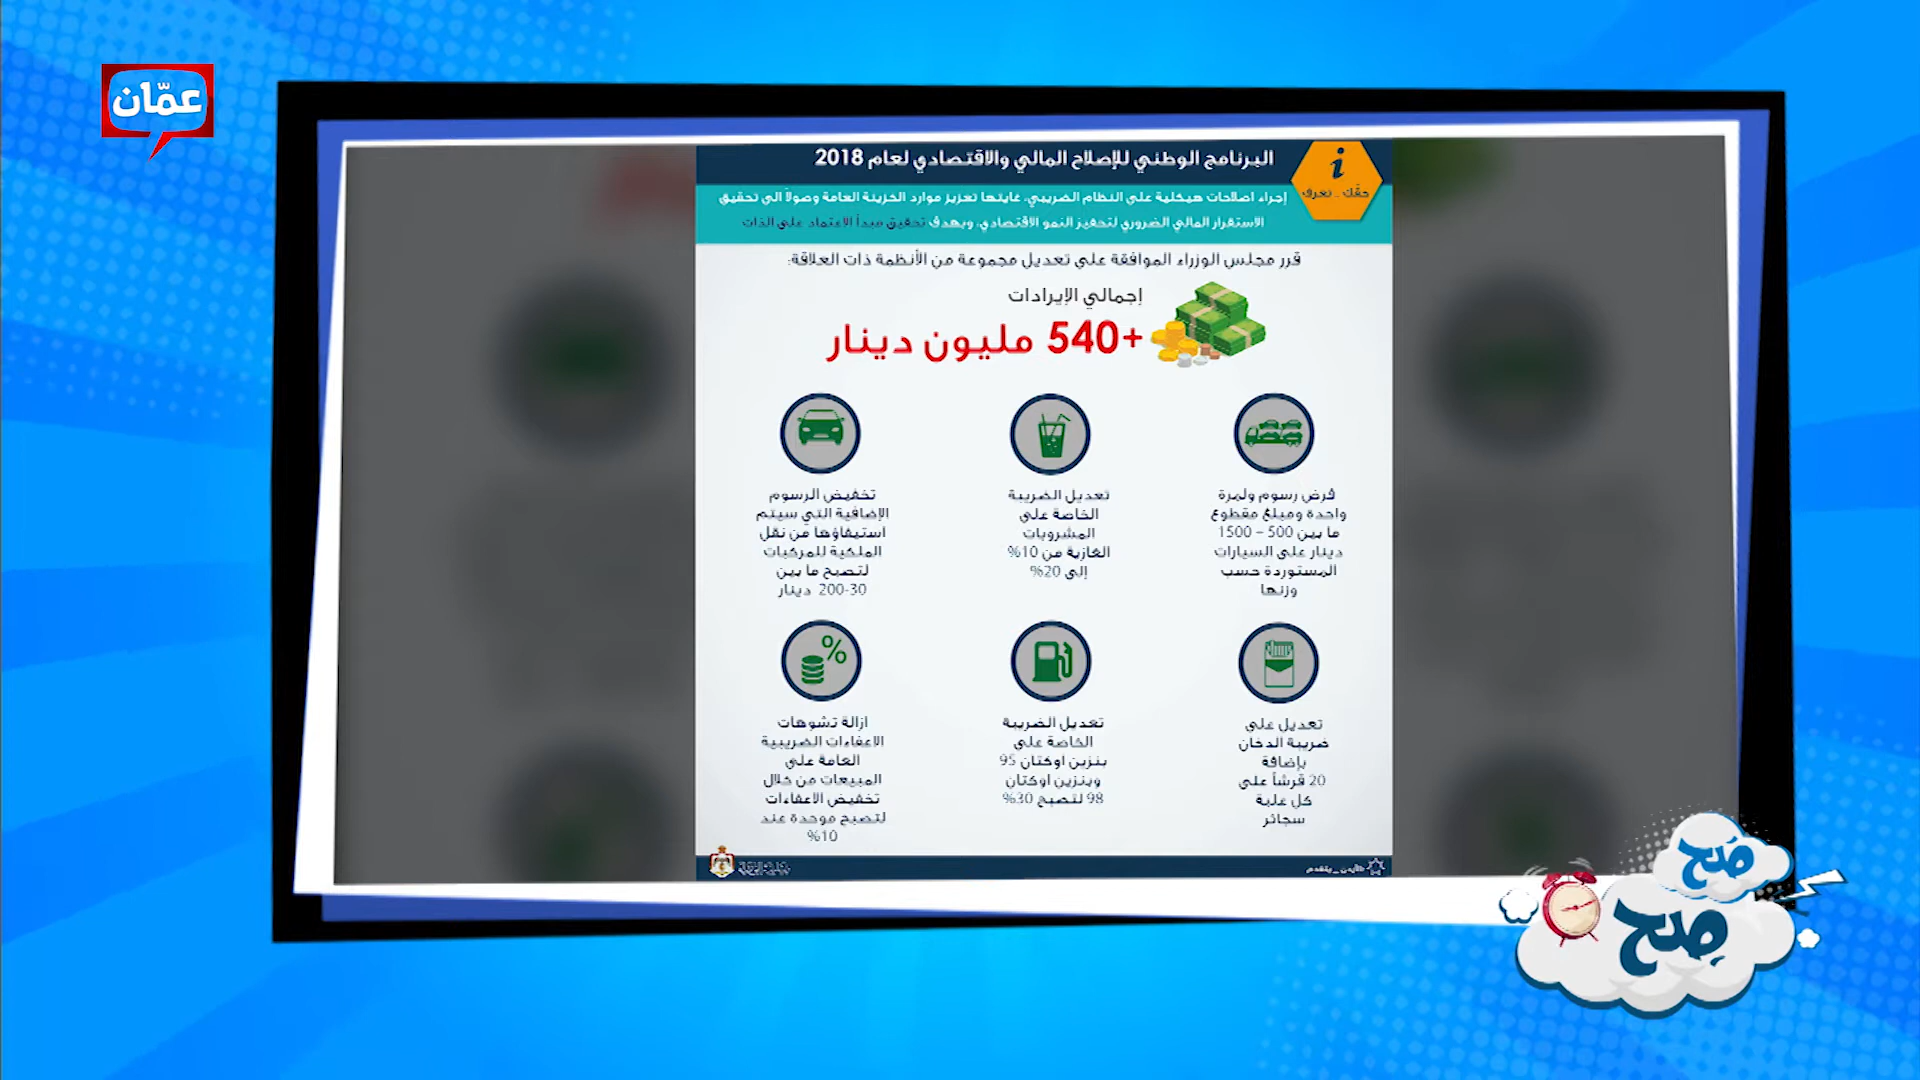 عمّان
البرنامج الوطني للإصلاح المالي والاقتصادي لعام 2018
i
حقّك .. تعرف
إجراء اصلاحات هيكلية على النظام الضريبي، غايتها تعزيز موارد الخزينة العامة وصولاً الى تحقيق
الاستقرار المالي الضروري لتحفيز النمو الاقتصادي، وبهدف تحقيق مبدأ الاعتماد على الذات
قرر مجلس الوزراء الموافقة على تعديل مجموعة من الأنظمة ذات العلاقة:
إجمالي الإيرادات
+540 مليون دينار
فرض رسوم ولمرة
واحدة ومبلغ مقطوع
ما بين 500 – 1500
دينار على السيارات
المستوردة حسب
وزنها
تعديل الضريبة
الخاصة على
المشروبات
الغازية من 10%
إلى 20%
تخفيض الرسوم
الإضافية التي سيتم
استيفاؤها من نقل
الملكية للمركبات
لتصبح ما بين
30-200 دينار
تعديل على
ضريبة الدخان
بإضافة
20 قرشاً على
كل علبة
سجائر
تعديل الضريبة
الخاصة على
بنزين اوكتان 95
وبنزين اوكتان
98 لتصبح 30%
%
ازالة تشوهات
الاعفاءات الضريبية
العامة على
المبيعات من خلال
تخفيض الاعفاءات
لتصبح موحدة عند
10%
صَح
صِح